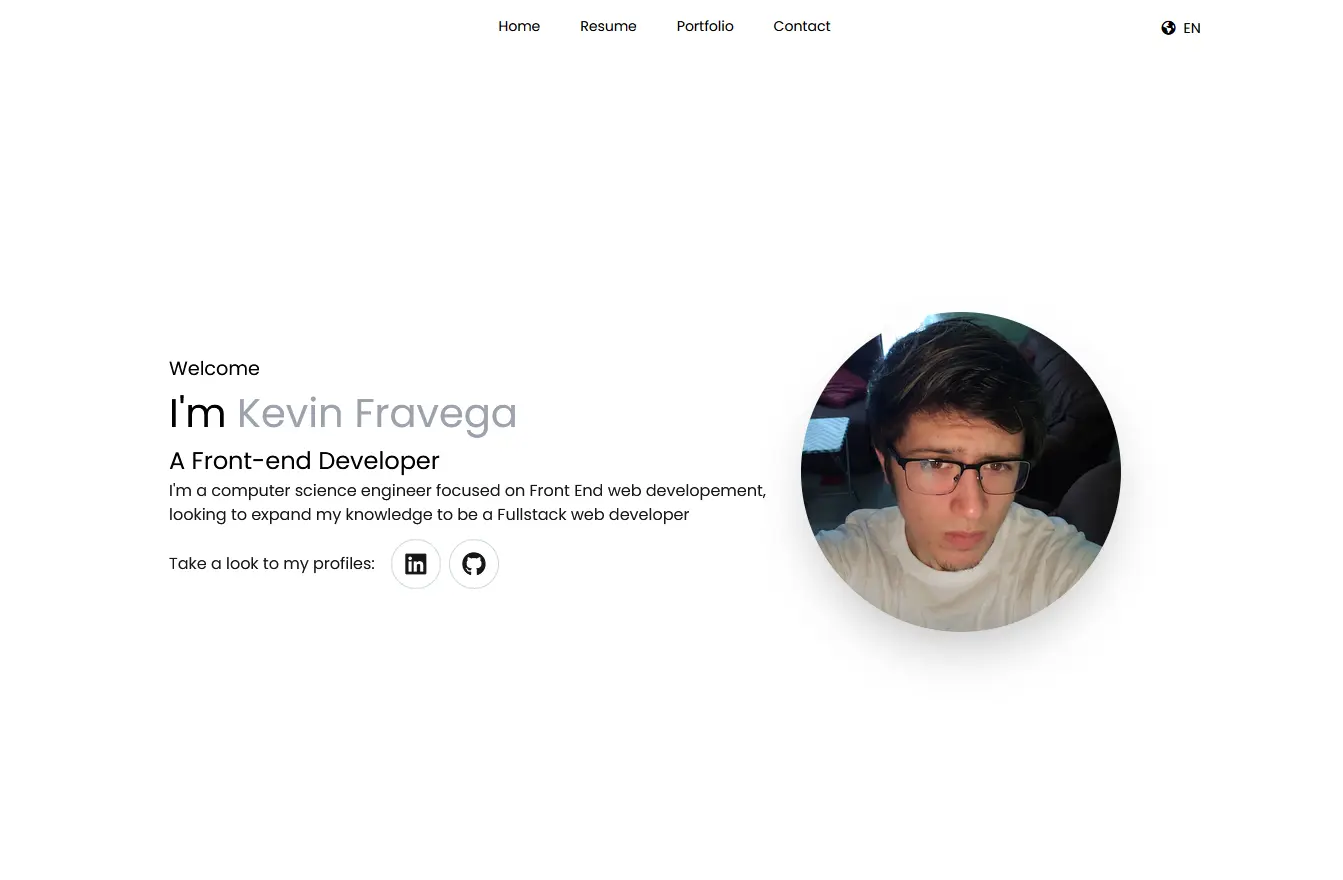 Home Resume Portfolio Contact EN
Welcome
I'm Kevin Fravega
A Front-end Developer
I'm a computer science engineer focused on Front End web developement,
looking to expand my knowledge to be a Fullstack web developer
Take a look to my profiles: